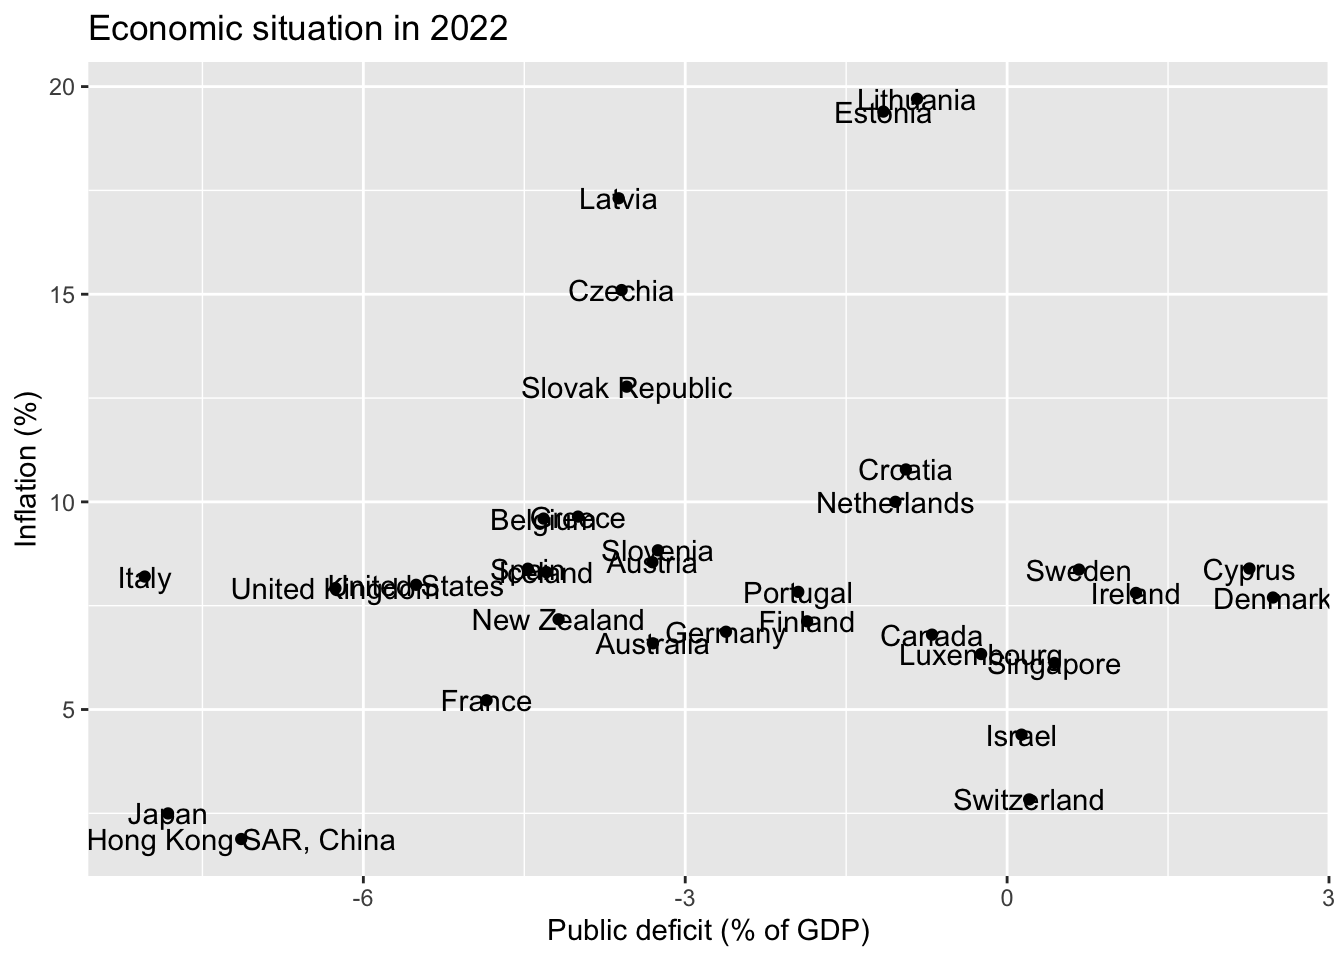 Economic situation in 2022
20
Lithuania
Estonia
Latvia
15
Czechia
Slovak Republic
Croatia
10
Netherlands
Greece
Belgium
Slovenia
Austria
Spain
Iceland
Sweden
Cyprus
Italy
United Kingdom
United States
Portugal
Ireland
Denmark
New Zealand
Finland
Germany
Canada
Australia
Luxembourg
Singapore
5
France
Israel
Switzerland
Japan
Hong Kong SAR, China
Inflation (%)
-6
-3
0
3
Public deficit (% of GDP)